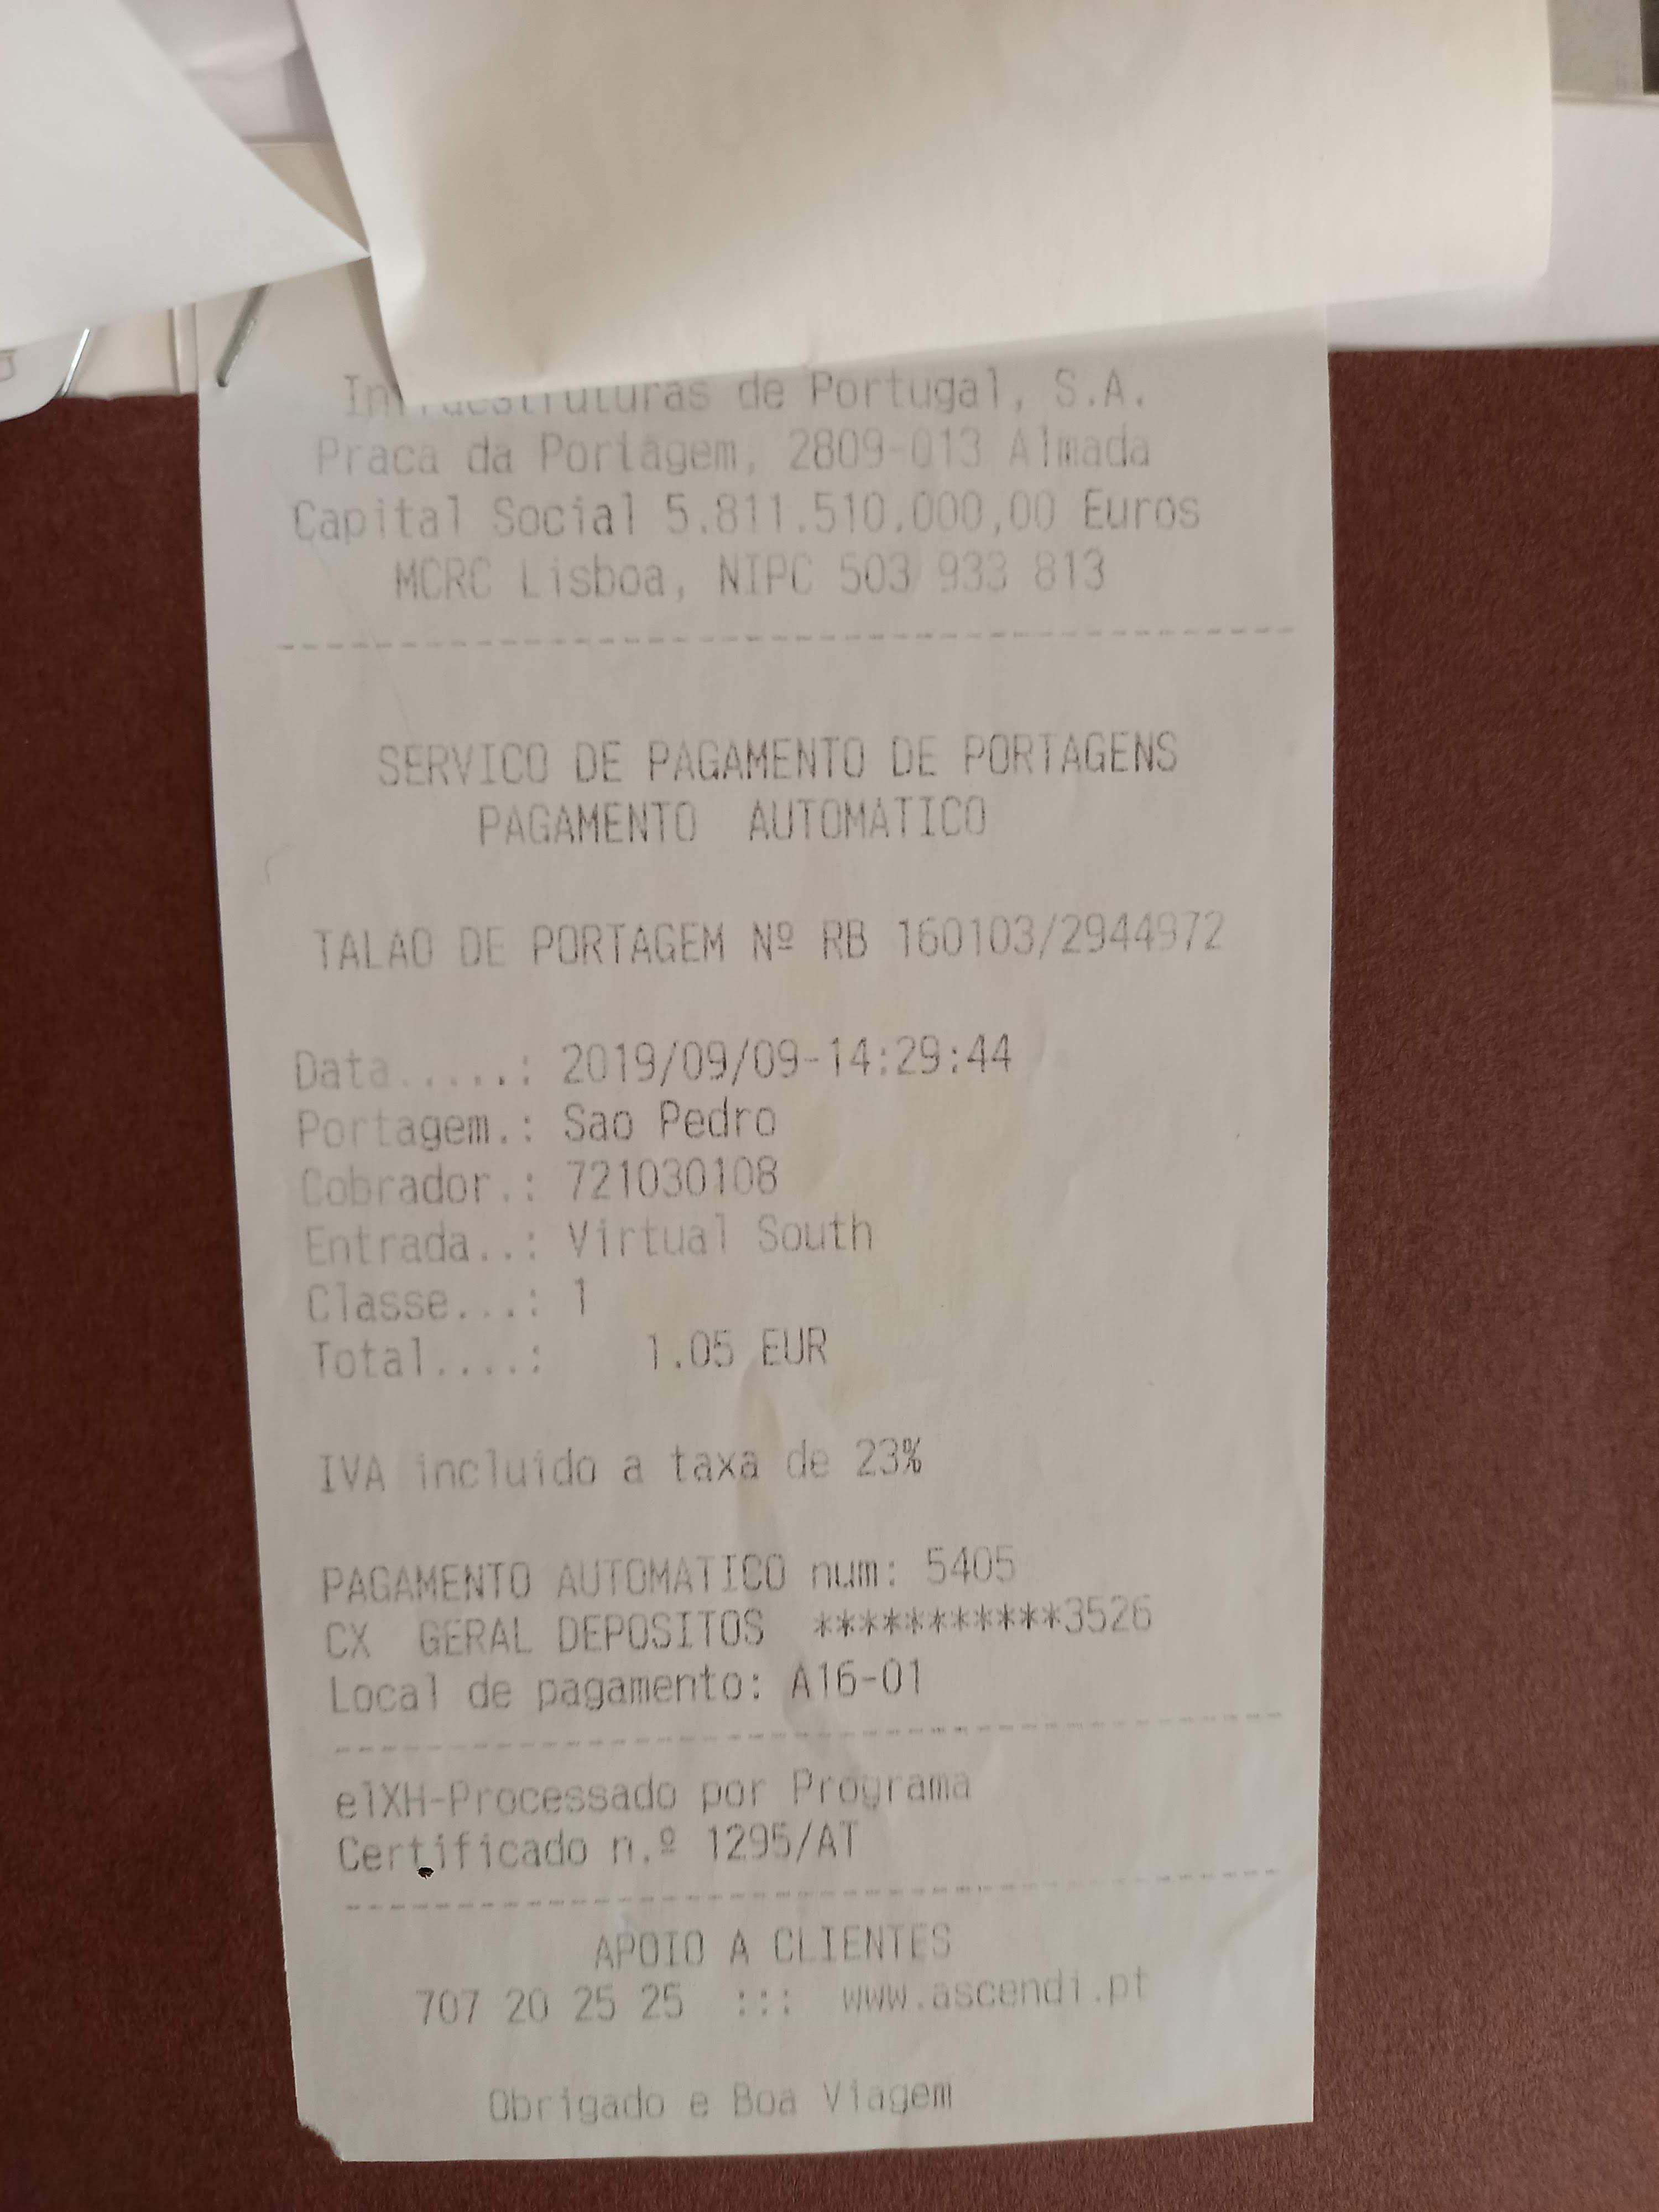 Infraestruturas de Portugal, S.A.
Praca da Portagem, 2809-013 Almada
Capital Social 5.811.510.000,00 Euros
MCRC Lisboa, NIPC 503 933 813
SERVICO DE PAGAMENTO DE PORTAGENS
PAGAMENTO AUTOMATICO
TALAO DE PORTAGEM Nº RB 160103/2944972
Data.....: 2019/09/09-14:29:44
Portagem.: Sao Pedro
Cobrador.: 721030108
Entrada..: Virtual South
Classe...: 1
Total....: 1.05 EUR
IVA incluido a taxa de 23%
PAGAMENTO AUTOMATICO num: 5405
CX GERAL DEPOSITOS ***********3526
Local de pagamento: A16-01
elXH-Processado por Programa
Certificado n.º 1295/AT
APOIO A CLIENTES
707 20 25 25 ::: www.ascendi.pt
Obrigado e Boa Viagem